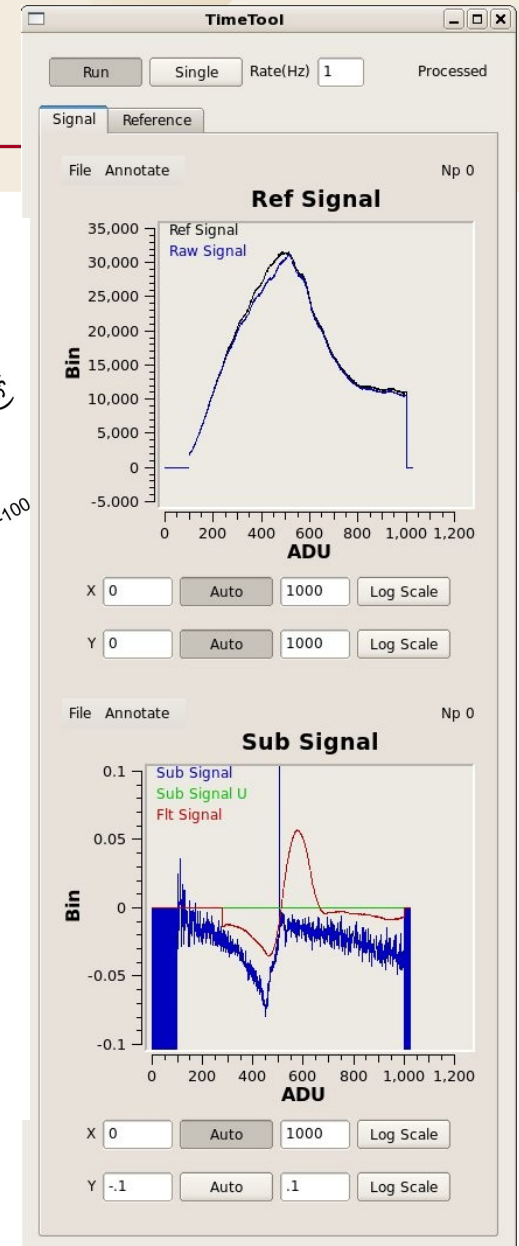 TimeTool
Run Single Rate(Hz) 1 Processed
Signal Reference
File Annotate Np 0
Ref Signal
Ref Signal
Raw Signal
35,000
30,000
25,000
20,000
15,000
10,000
5,000
0
-5.000
Bin
0 200 400 600 800 1,000 1,200
ADU
X 0 Auto 1000 Log Scale
Y 0 Auto 1000 Log Scale
-100
File Annotate Np 0
Sub Signal
Sub Signal
Sub Signal U
Flt Signal
0.1
0.05
0
-0.05
-0.1
Bin
0 200 400 600 800 1,000 1,200
ADU
X 0 Auto 1000 Log Scale
Y -.1 Auto .1 Log Scale